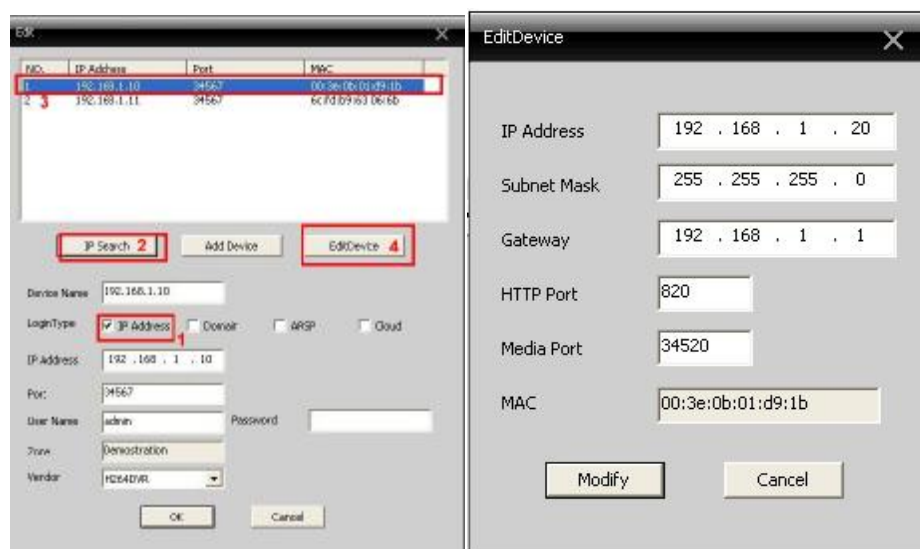 Edit
NO. IP Address Port MAC
1 192.168.1.10 34567 00:3e:0b:01:d9:1b
2 3 192.168.1.11 34567
IP Search 2 Add Device EditDevice 4
Device Name 192.168.1.10
LoginType IP Address 1 Domain ARSP Cloud
IP Address 192 . 168 . 1 . 10
Port 34567
User Name admin Password
Zone Demostration
Vendor H264DVR
OK Cancel
EditDevice
IP Address 192 . 168 . 1 . 20
Subnet Mask 255 . 255 . 255 . 0
Gateway 192 . 168 . 1 . 1
HTTP Port 820
Media Port 34520
MAC 00:3e:0b:01:d9:1b
Modify Cancel